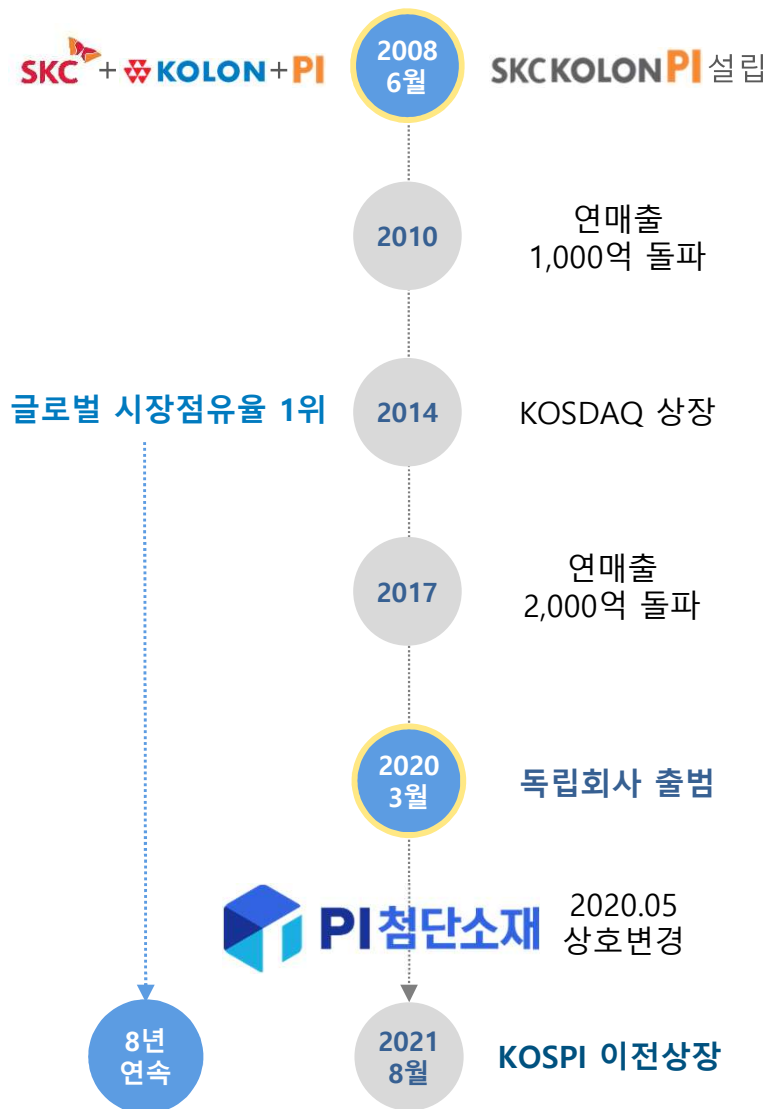 SKC + KOLON + PI
2008
6월
SKC KOLON PI 설립
2010
연매출
1,000억 돌파
글로벌 시장점유율 1위
2014
KOSDAQ 상장
2017
연매출
2,000억 돌파
2020
3월
독립회사 출범
PI첨단소재
2020.05
상호변경
8년
연속
2021
8월
KOSPI 이전상장